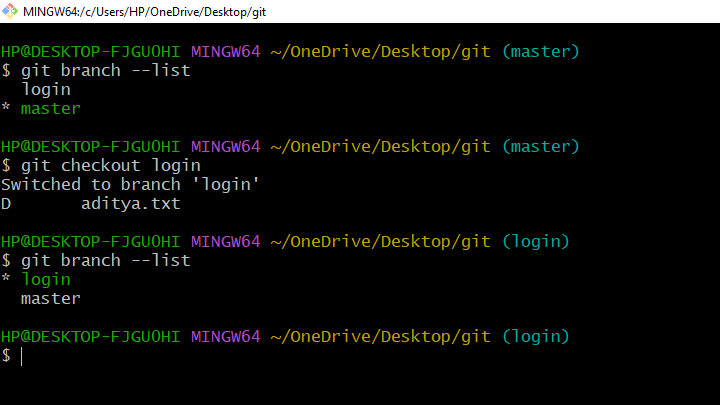 MINGW64:/c/Users/HP/OneDrive/Desktop/git
HP@DESKTOP-FJGUOHI MINGW64 ~/OneDrive/Desktop/git (master)
$ git branch --list
  login
* master
HP@DESKTOP-FJGUOHI MINGW64 ~/OneDrive/Desktop/git (master)
$ git checkout login
Switched to branch 'login'
D       aditya.txt
HP@DESKTOP-FJGUOHI MINGW64 ~/OneDrive/Desktop/git (login)
$ git branch --list
* login
  master
HP@DESKTOP-FJGUOHI MINGW64 ~/OneDrive/Desktop/git (login)
$